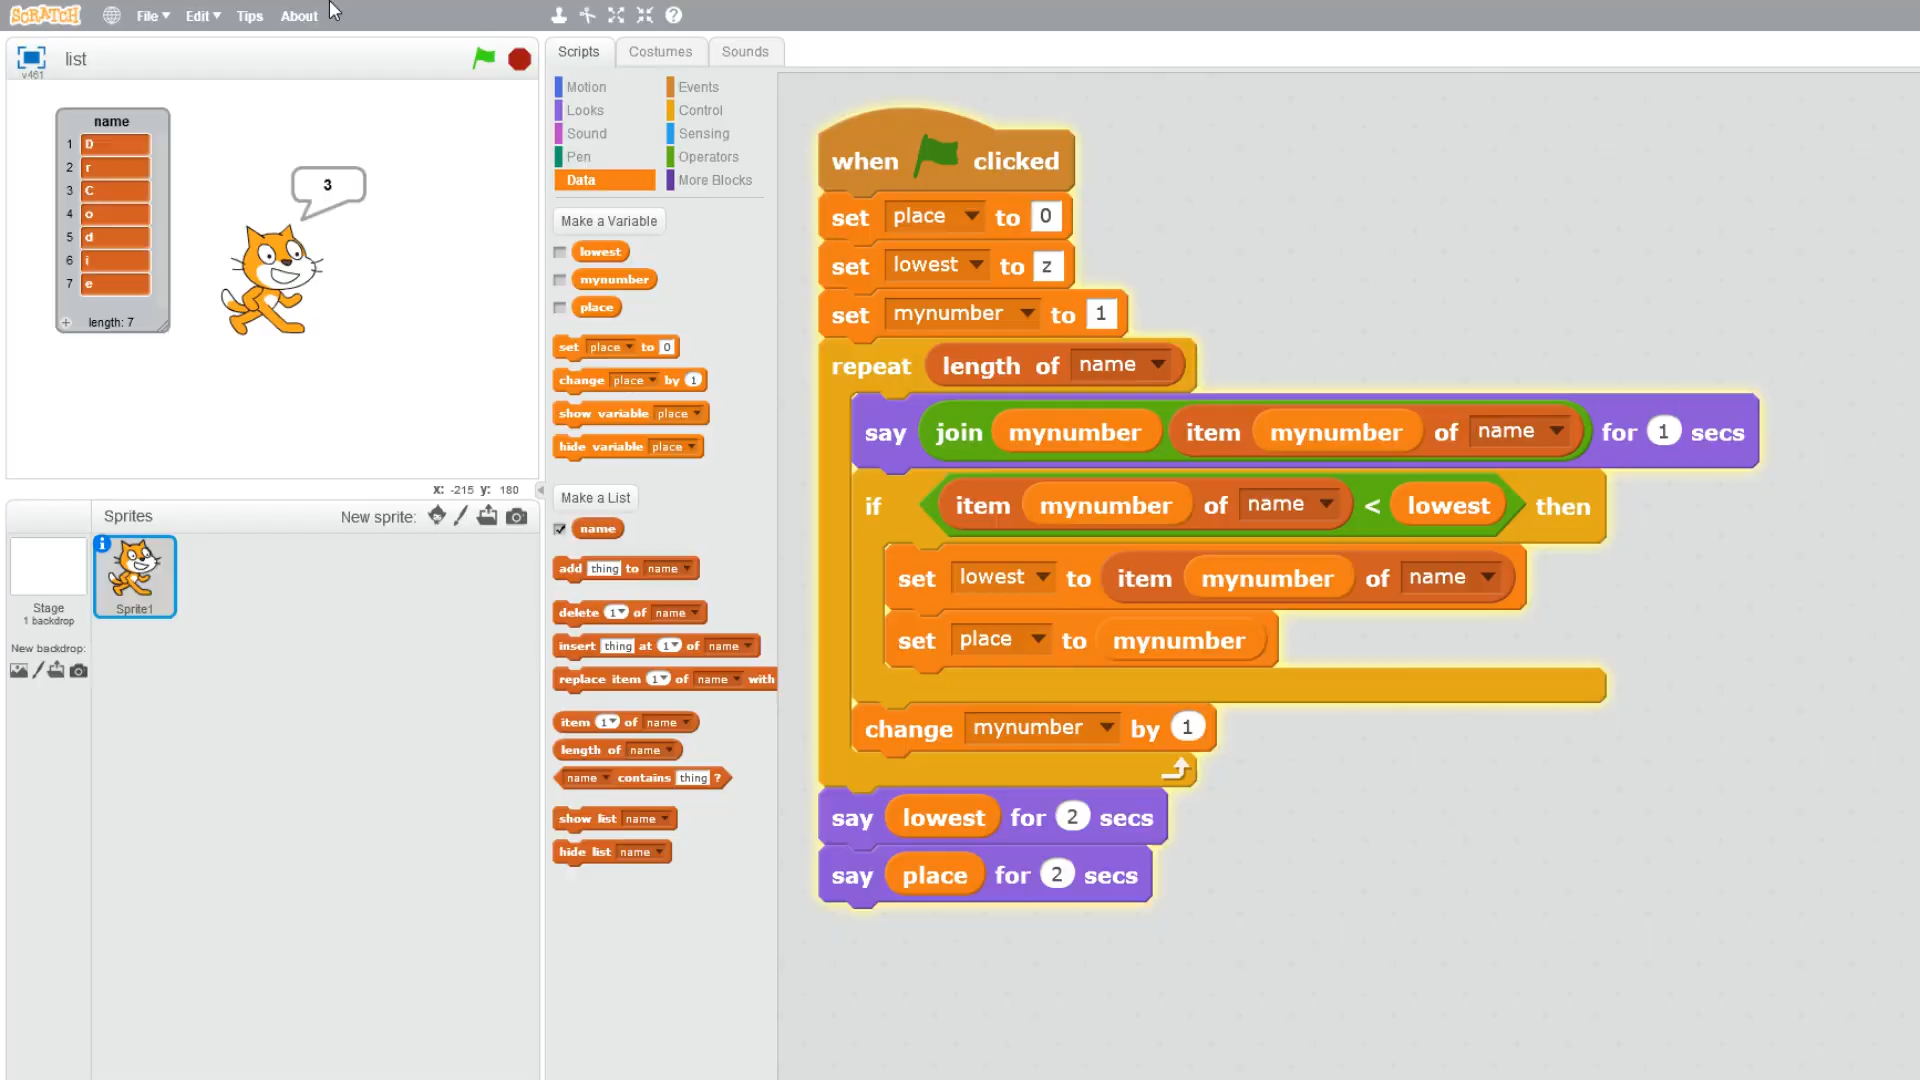 SCRATCH File Edit Tips About
list
v461
Scripts Costumes Sounds
name
1 D
2 r
3 C
4 o
5 d
6 i
7 e
length: 7
3
x: -215 y: 180
Sprites New sprite:
Stage
1 backdrop
New backdrop:
Sprite1
Motion Events
Looks Control
Sound Sensing
Pen Operators
Data More Blocks
Make a Variable
lowest
mynumber
place
set place to 0
change place by 1
show variable place
hide variable place
Make a List
name
add thing to name
delete 1 of name
insert thing at 1 of name
replace item 1 of name with
item 1 of name
length of name
name contains thing ?
show list name
hide list name
when clicked
set place to 0
set lowest to z
set mynumber to 1
repeat length of name
say join mynumber item mynumber of name for 1 secs
if item mynumber of name < lowest then
set lowest to item mynumber of name
set place to mynumber
change mynumber by 1
say lowest for 2 secs
say place for 2 secs